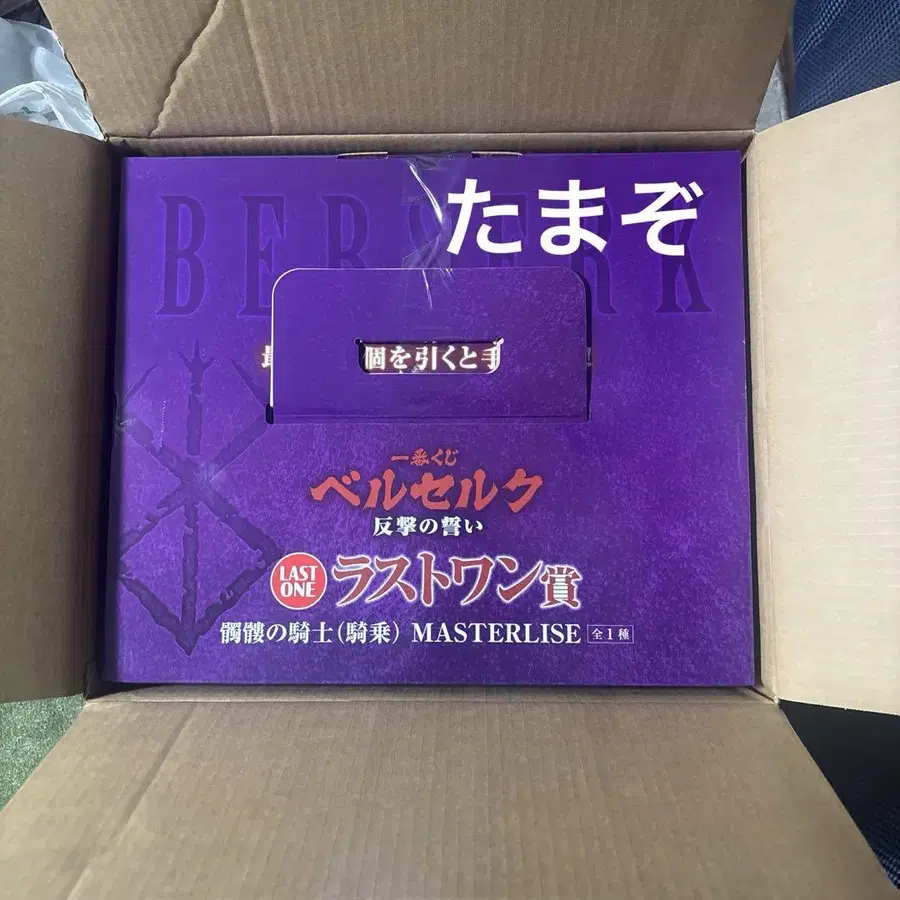 BERSERK
たまぞ
個を引くと手
一番くじ
ベルセルク
反撃の誓い
LAST ONE
ラストワン賞
髑髏の騎士(騎乗) MASTERLISE 全1種